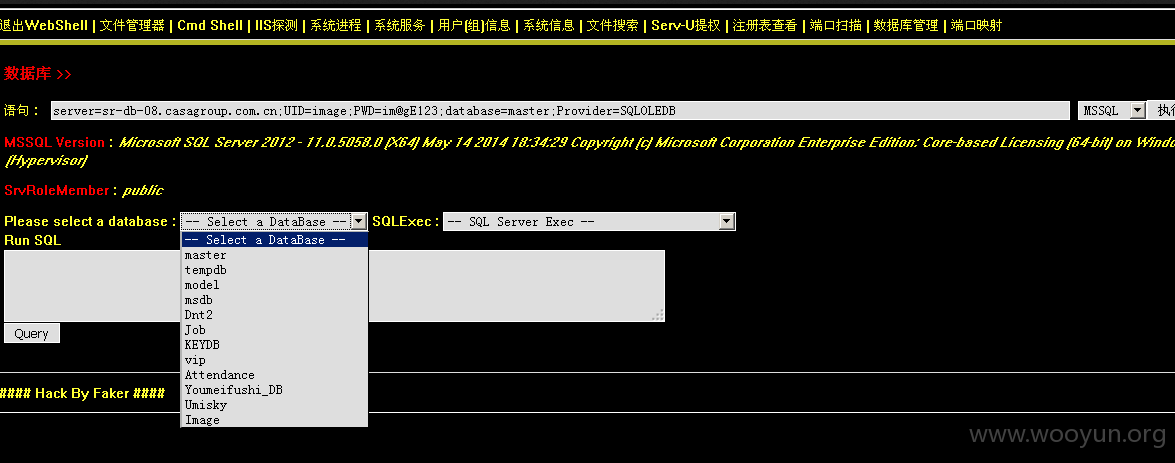 退出WebShell | 文件管理器 | Cmd Shell | IIS探测 | 系统进程 | 系统服务 | 用户(组)信息 | 系统信息 | 文件搜索 | Serv-U提权 | 注册表查看 | 端口扫描 | 数据库管理 | 端口映射
数据库 >>
语句： server=sr-db-08.casagroup.com.cn;UID=image;PWD=im@gE123;database=master;Provider=SQLOLEDB MSSQL 执行
MSSQL Version : Microsoft SQL Server 2012 - 11.0.5058.0 (X64) May 14 2014 18:34:29 Copyright (c) Microsoft Corporation Enterprise Edition: Core-based Licensing (64-bit) on Windo
(Hypervisor)
SrvRoleMember : public
Please select a database : -- Select a DataBase -- SQLExec : -- SQL Server Exec --
-- Select a DataBase --
Run SQL
master
tempdb
model
msdb
Dnt2
Job
KEYDB
vip
Attendance
Youmeifushi_DB
Umisky
Image
Query
#### Hack By Faker ####
www.wooyun.org